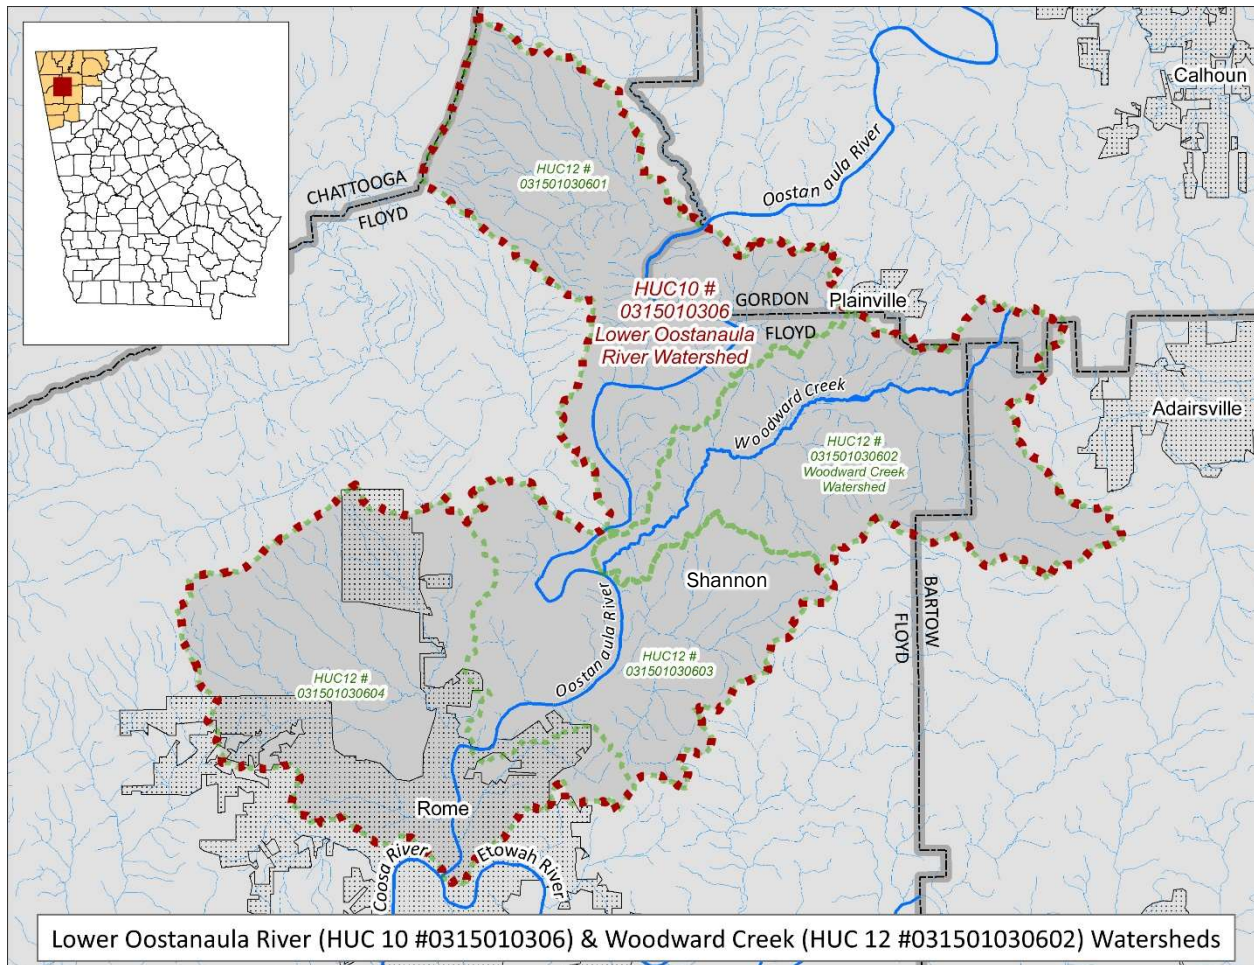 Calhoun
Oostanaula River
HUC12 #
031501030601
CHATTOOGA
FLOYD
HUC10 #
0315010306
Lower Oostanaula
River Watershed
GORDON
FLOYD
Plainville
Woodward Creek
Adairsville
HUC12 #
031501030602
Woodward Creek
Watershed
Shannon
BARTOW
FLOYD
Oostanaula River
HUC12 #
031501030603
HUC12 #
031501030604
Rome
Coosa River
Etowah River
Lower Oostanaula River (HUC 10 #0315010306) & Woodward Creek (HUC 12 #031501030602) Watersheds